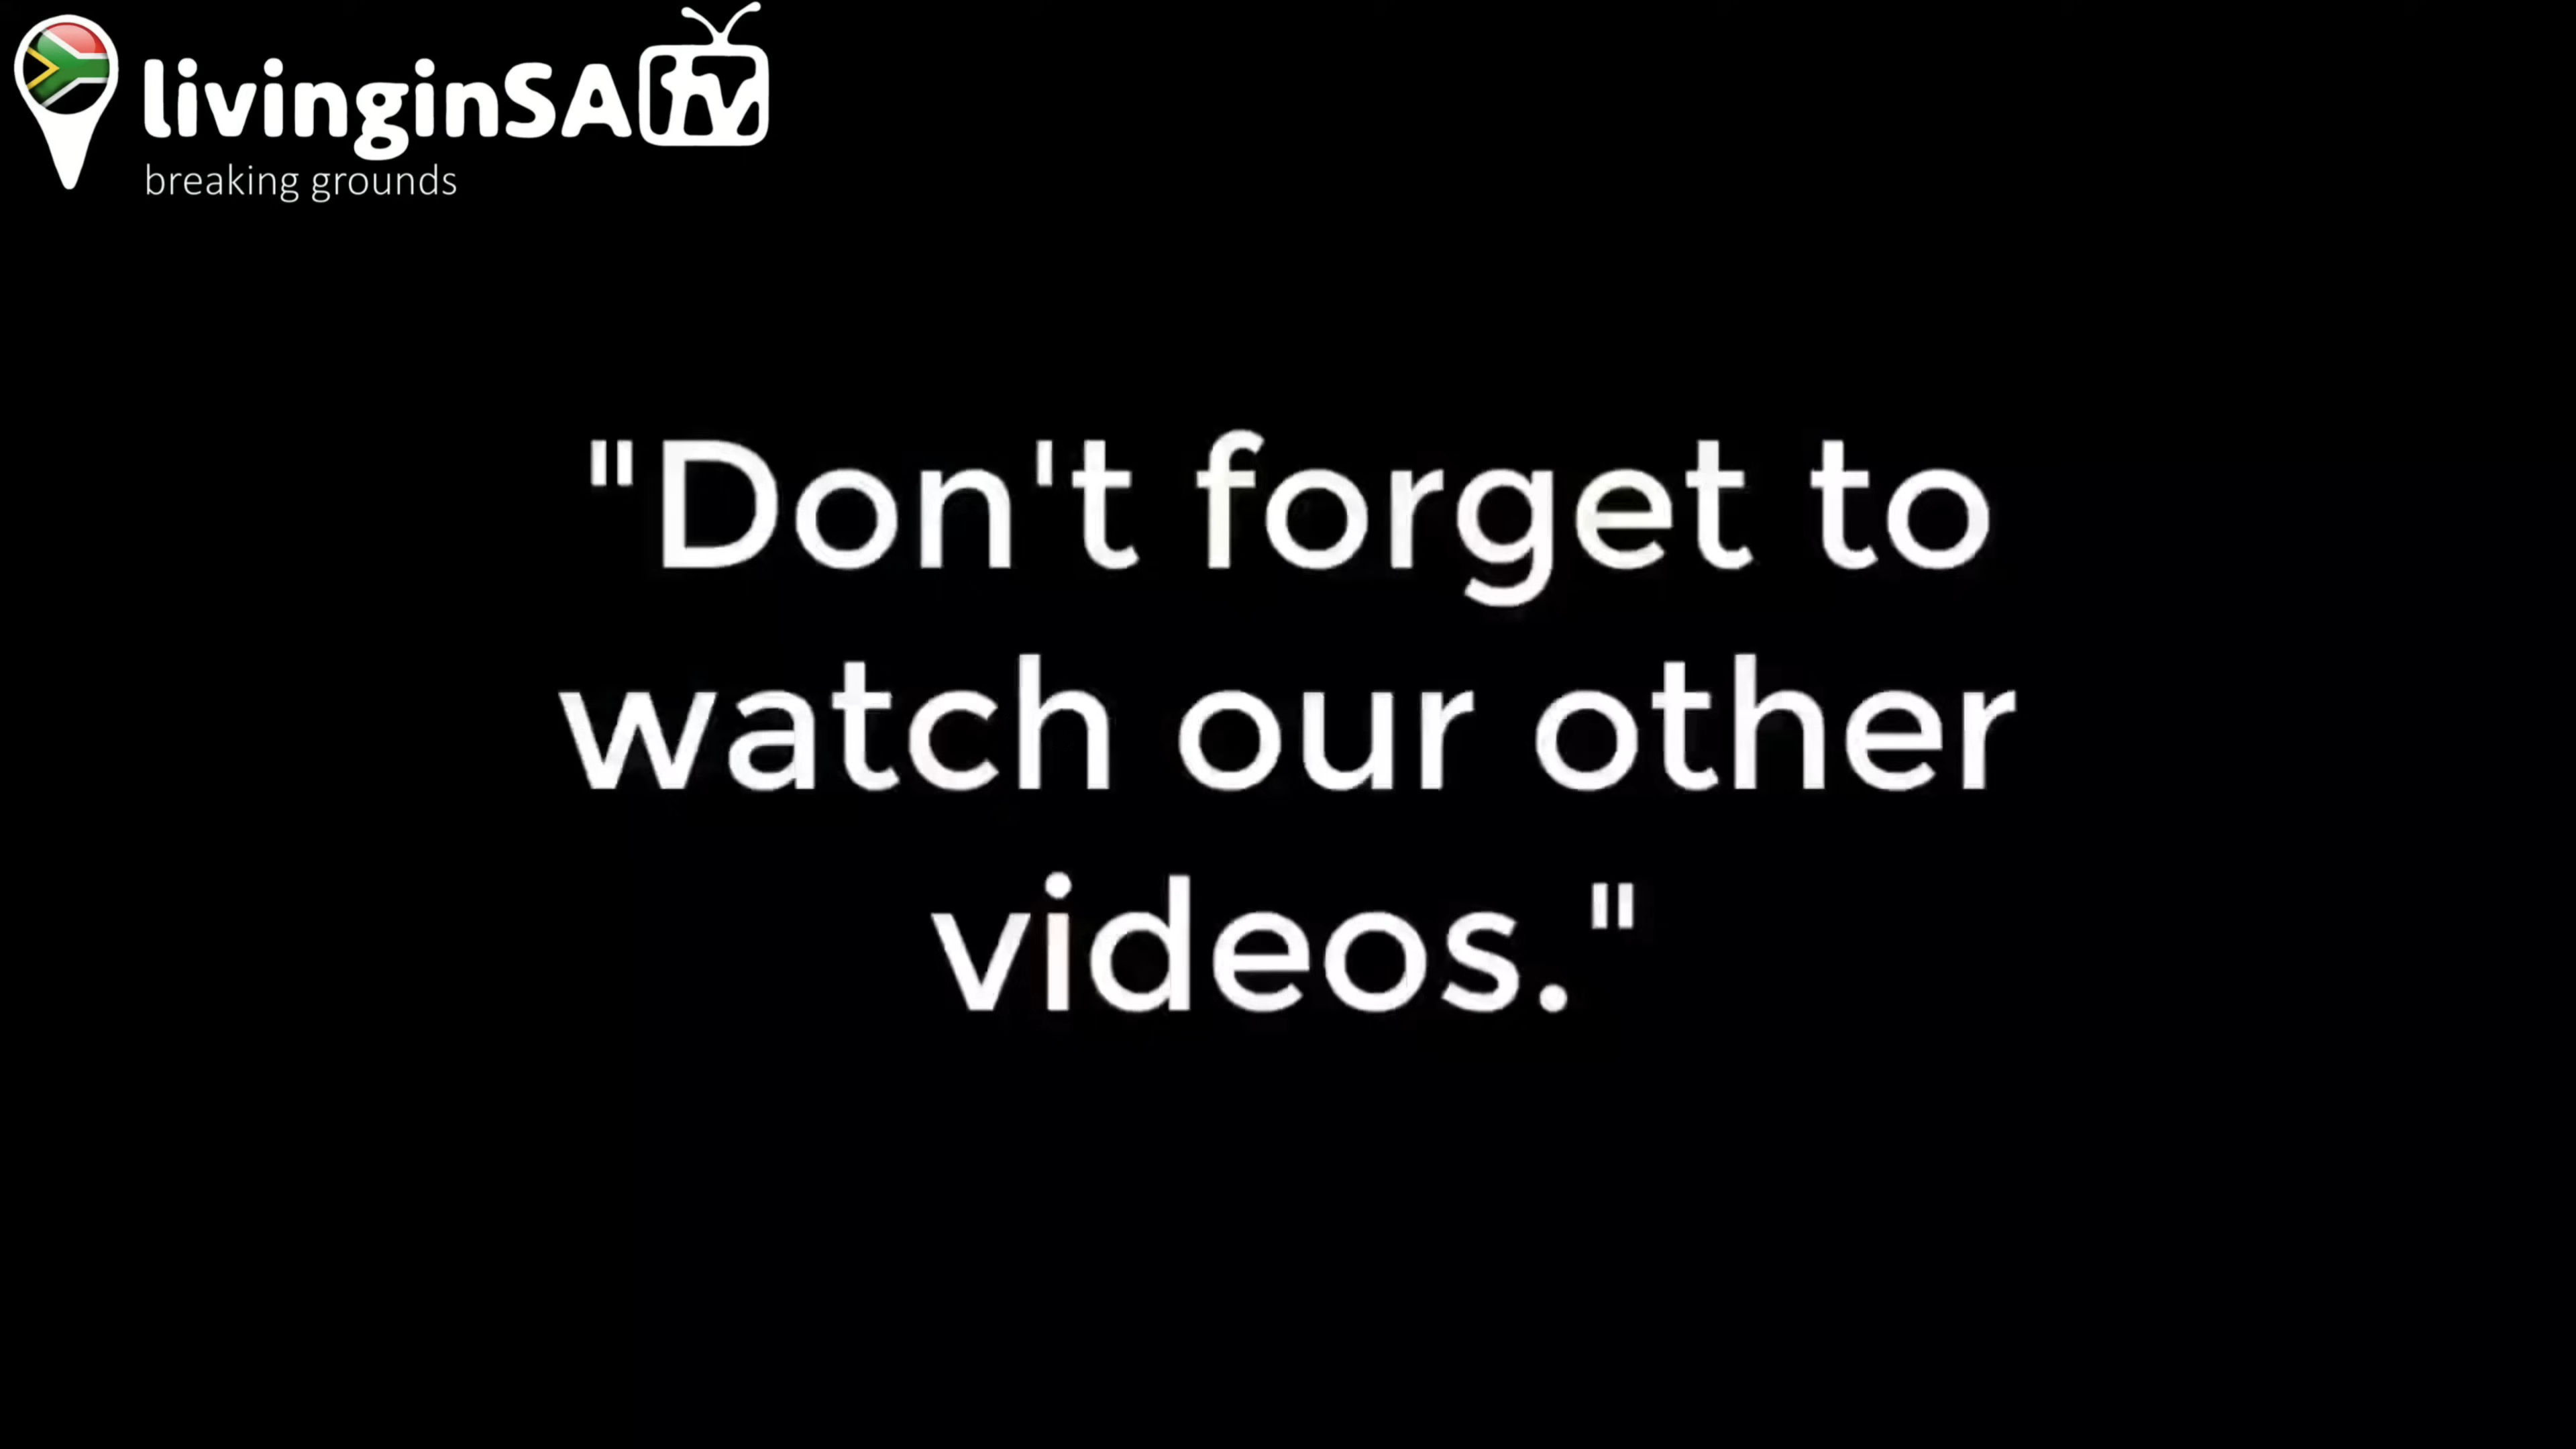 livinginSA tv
breaking grounds
"Don't forget to
watch our other
videos."